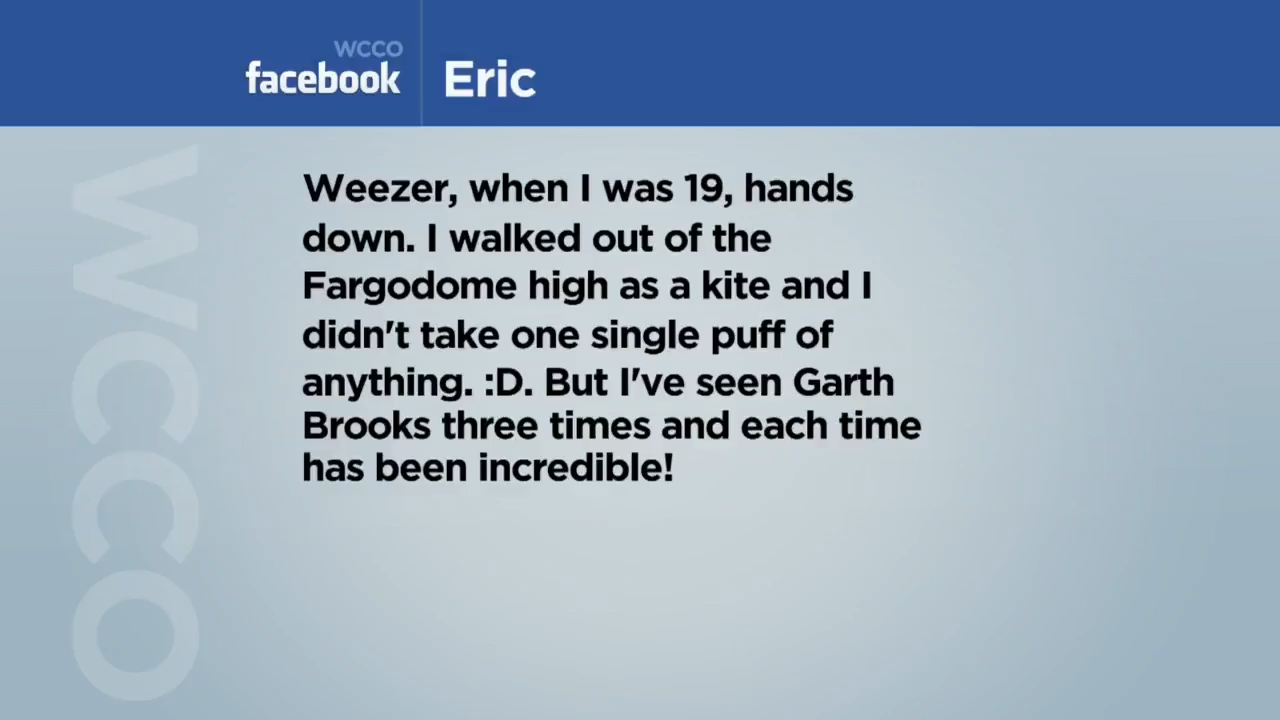 WCCO
facebook
Eric
WCCO
Weezer, when I was 19, hands
down. I walked out of the
Fargodome high as a kite and I
didn't take one single puff of
anything. :D. But I've seen Garth
Brooks three times and each time
has been incredible!